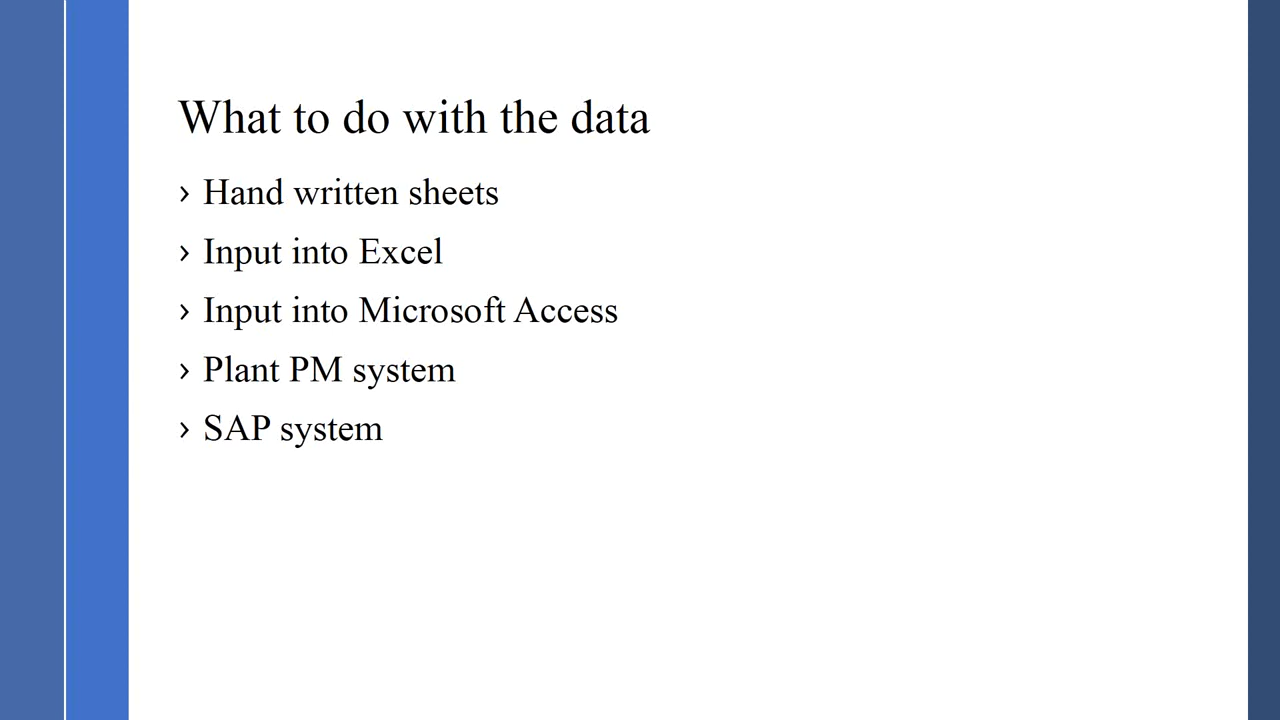 What to do with the data
› Hand written sheets
› Input into Excel
› Input into Microsoft Access
› Plant PM system
› SAP system